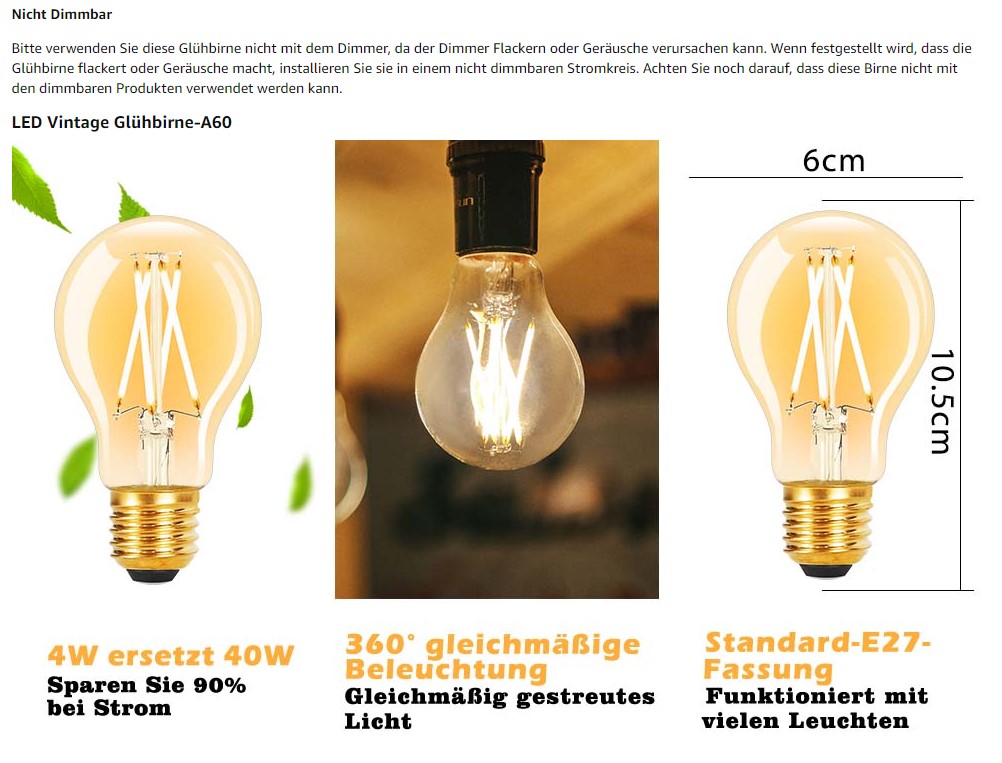 Nicht Dimmbar
Bitte verwenden Sie diese Glühbirne nicht mit dem Dimmer, da der Dimmer Flackern oder Geräusche verursachen kann. Wenn festgestellt wird, dass die
Glühbirne flackert oder Geräusche macht, installieren Sie sie in einem nicht dimmbaren Stromkreis. Achten Sie noch darauf, dass diese Birne nicht mit
den dimmbaren Produkten verwendet werden kann.
LED Vintage Glühbirne-A60
6cm
10.5cm
4W ersetzt 40W
Sparen Sie 90%
bei Strom
360° gleichmäßige
Beleuchtung
Gleichmäßig gestreutes
Licht
Standard-E27-
Fassung
Funktioniert mit
vielen Leuchten